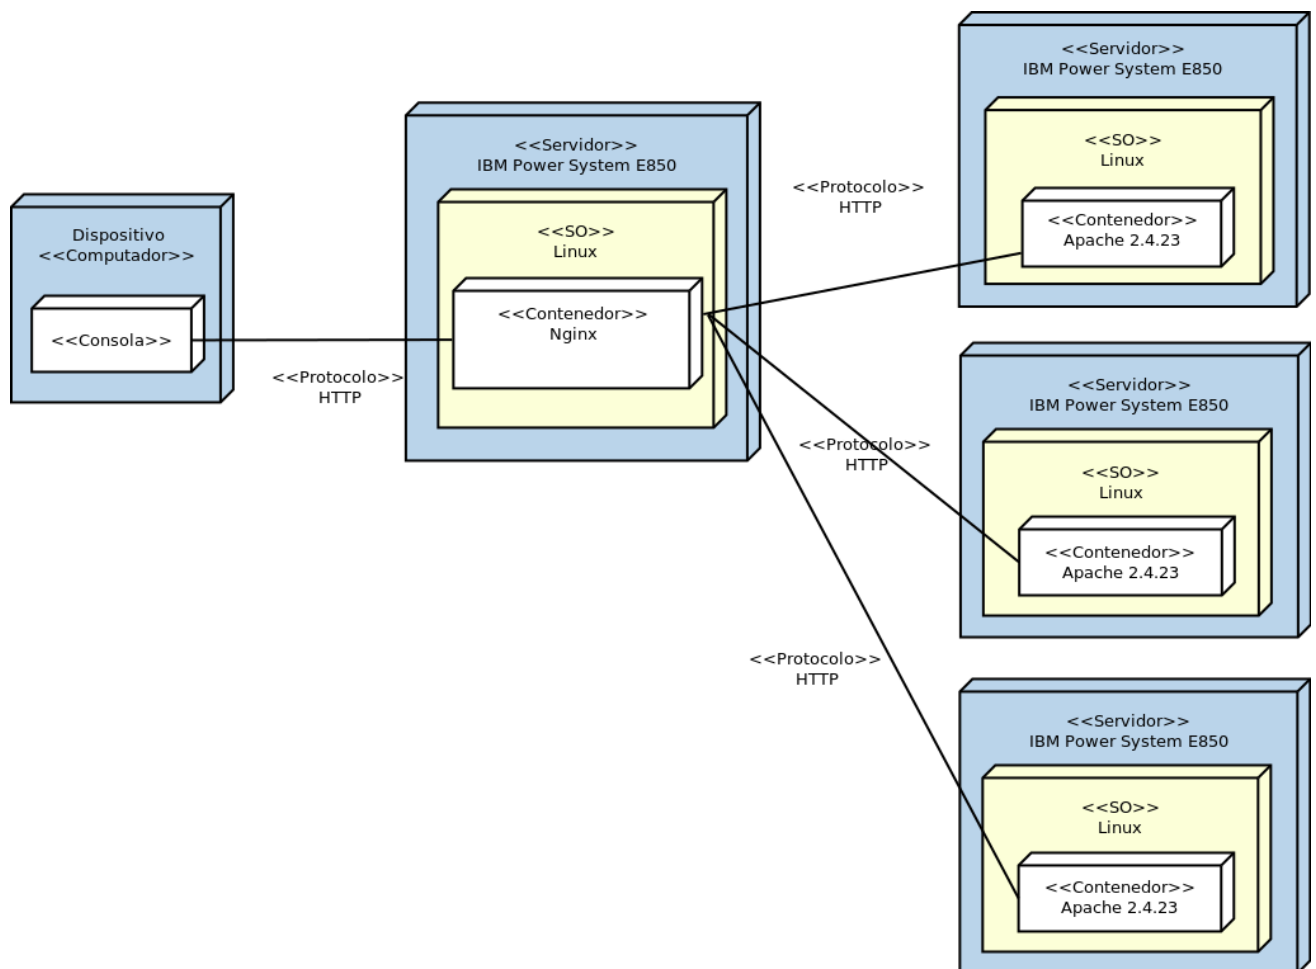 Dispositivo
<<Computador>>
<<Consola>>
<<Protocolo>>
HTTP
<<Servidor>>
IBM Power System E850
<<SO>>
Linux
<<Contenedor>>
Nginx
<<Protocolo>>
HTTP
<<Servidor>>
IBM Power System E850
<<SO>>
Linux
<<Contenedor>>
Apache 2.4.23
<<Protocolo>>
HTTP
<<Servidor>>
IBM Power System E850
<<SO>>
Linux
<<Contenedor>>
Apache 2.4.23
<<Protocolo>>
HTTP
<<Servidor>>
IBM Power System E850
<<SO>>
Linux
<<Contenedor>>
Apache 2.4.23